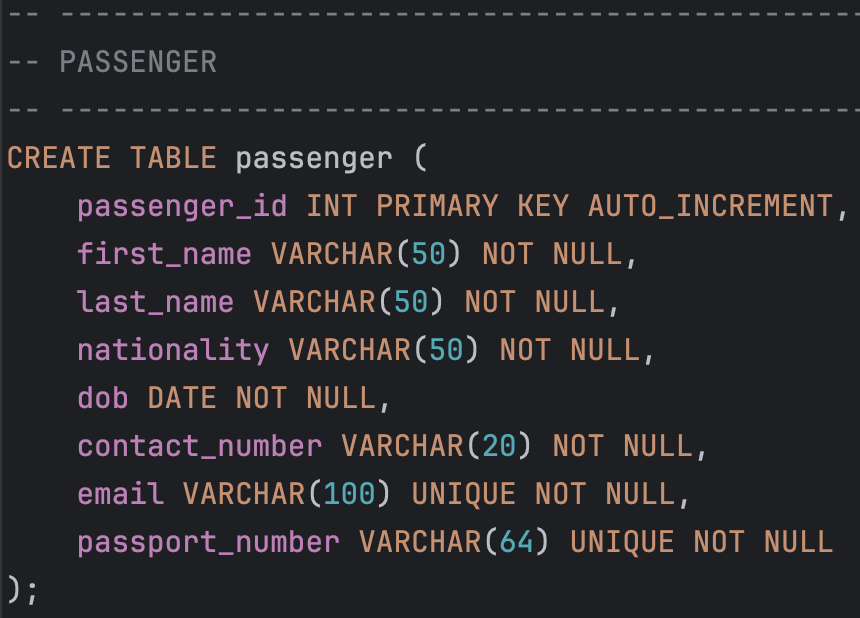 -- ---------------------------------------------
-- PASSENGER
-- ---------------------------------------------
CREATE TABLE passenger (
    passenger_id INT PRIMARY KEY AUTO_INCREMENT,
    first_name VARCHAR(50) NOT NULL,
    last_name VARCHAR(50) NOT NULL,
    nationality VARCHAR(50) NOT NULL,
    dob DATE NOT NULL,
    contact_number VARCHAR(20) NOT NULL,
    email VARCHAR(100) UNIQUE NOT NULL,
    passport_number VARCHAR(64) UNIQUE NOT NULL
);